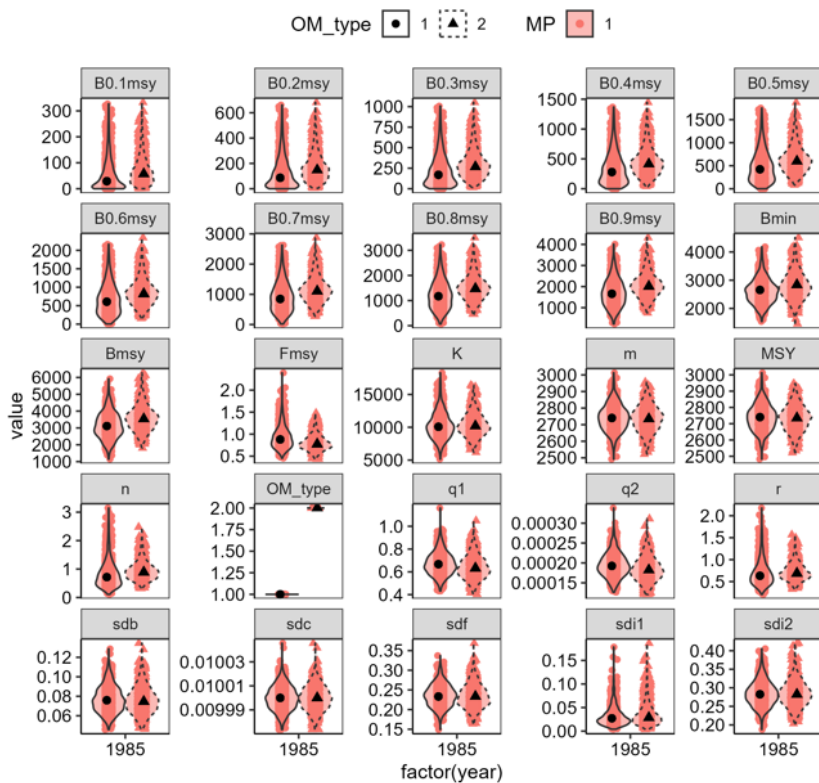 OM_type 1 2 MP 1
B0.1msy B0.2msy B0.3msy B0.4msy B0.5msy
300 200 100 0
600 400 200 0
1000 750 500 250 0
1500 1000 500 0
1500 1000 500 0
B0.6msy B0.7msy B0.8msy B0.9msy Bmin
2000 1500 1000 500 0
3000 2000 1000 0
3000 2000 1000 0
4000 3000 2000 1000 0
4000 3000 2000
Bmsy Fmsy K m MSY
6000 5000 4000 3000 2000 1000
2.0 1.5 1.0 0.5
15000 10000 5000
3000 2900 2800 2700 2600 2500
3000 2900 2800 2700 2600 2500
n OM_type q1 q2 r
3 2 1 0
2.00 1.75 1.50 1.25 1.00
1.0 0.8 0.6 0.4
0.00030 0.00025 0.00020 0.00015
2.0 1.5 1.0 0.5
sdb sdc sdf sdi1 sdi2
0.12 0.10 0.08 0.06
0.01003 0.01001 0.00999
0.35 0.30 0.25 0.20 0.15
0.15 0.10 0.05 0.00
0.40 0.35 0.30 0.25 0.20
1985 1985 1985 1985 1985
value
factor(year)